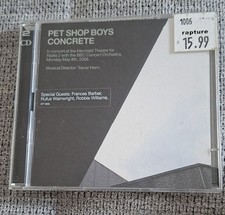 PET SHOP BOYS
CONCRETE
In concert at the Mermaid Theatre for
Radio 2 with the BBC Concert Orchestra,
Monday May 8th, 2006
Musical Director: Trevor Horn
Special Guests: Frances Barber,
Rufus Wainwright, Robbie Williams.
2
CD
1006
rapture
15.99